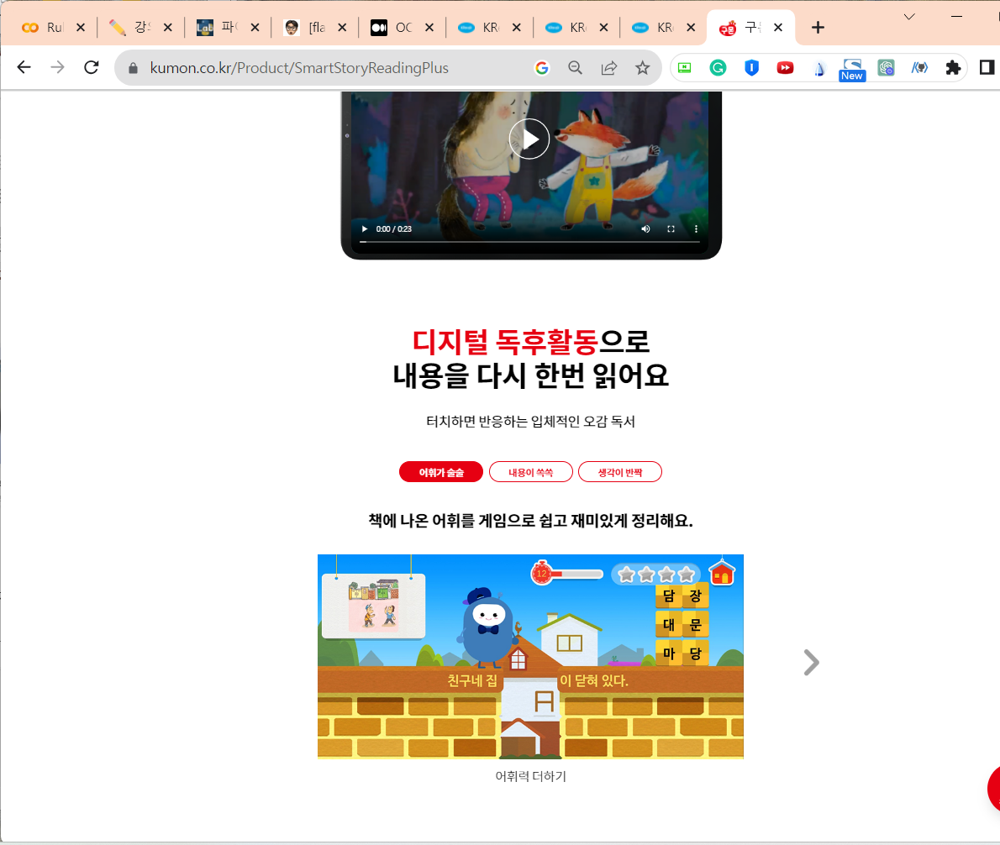 Rul
강의
파이
[fla
OC
KR
KR
KR
구몬
kumon.co.kr/Product/SmartStoryReadingPlus
New
0:00 / 0:23
디지털 독후활동으로
내용을 다시 한번 읽어요
터치하면 반응하는 입체적인 오감 독서
어휘가 술술 내용이 쏙쏙 생각이 반짝
책에 나온 어휘를 게임으로 쉽고 재미있게 정리해요.
12
담장
대문
마당
친구네 집 이 닫혀 있다.
어휘력 더하기